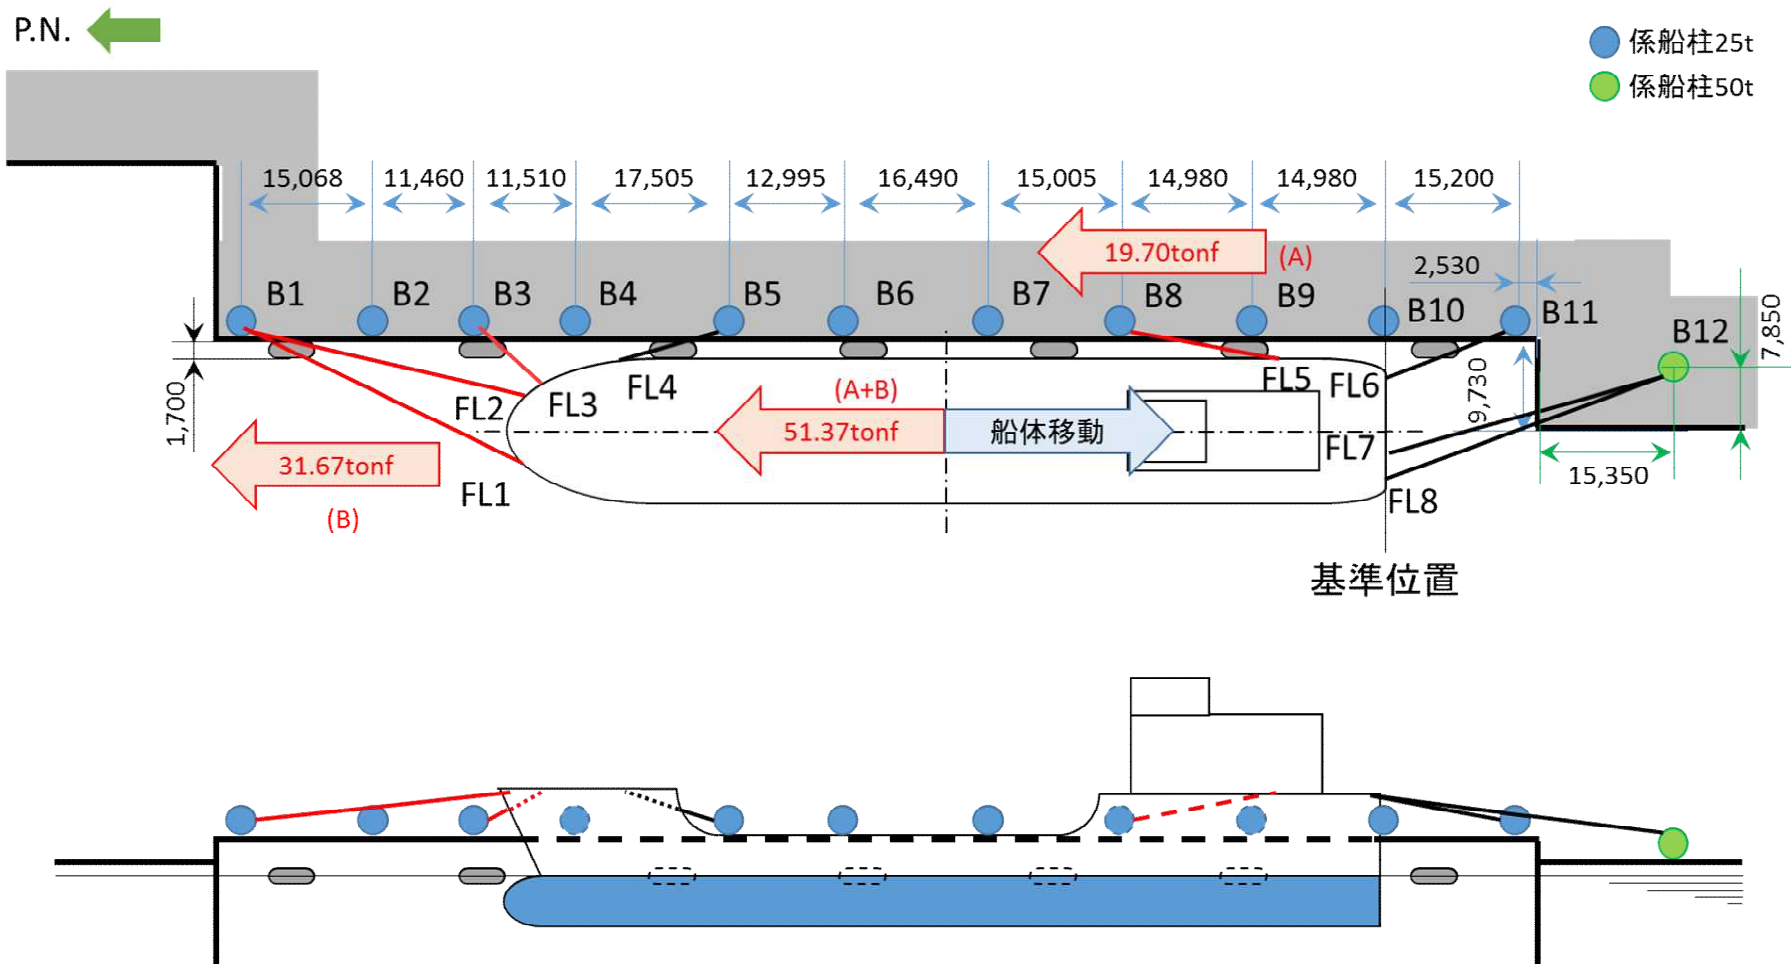 P.N.
係船柱25t
係船柱50t
15,068
11,460
11,510
17,505
12,995
16,490
15,005
14,980
14,980
15,200
19.70tonf
(A)
2,530
B1
B2
B3
B4
B5
B6
B7
B8
B9
B10
B11
B12
7,850
1,700
FL2
FL3
FL4
(A+B)
FL5
FL6
9,730
51.37tonf
船体移動
FL7
31.67tonf
(B)
FL1
FL8
15,350
基準位置